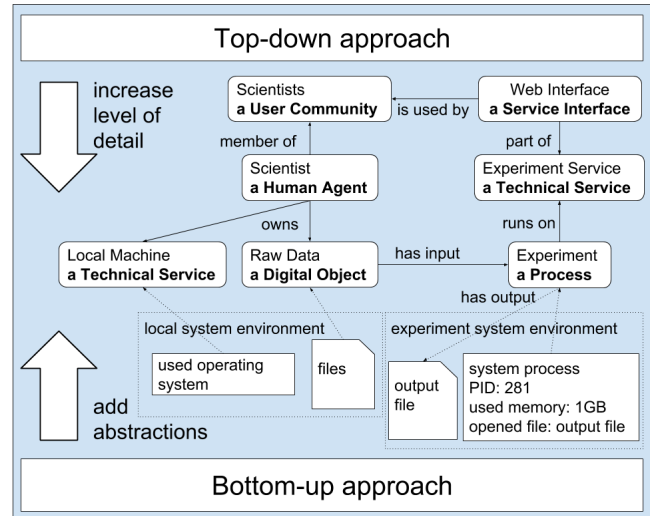 Top-down approach
increase
level of
detail
Scientists
a User Community
is used by
Web Interface
a Service Interface
member of
part of
Scientist
a Human Agent
Experiment Service
a Technical Service
owns
runs on
Local Machine
a Technical Service
Raw Data
a Digital Object
has input
Experiment
a Process
has output
local system environment
experiment system environment
used operating
system
files
output
file
system process
PID: 281
used memory: 1GB
opened file: output file
add
abstractions
Bottom-up approach